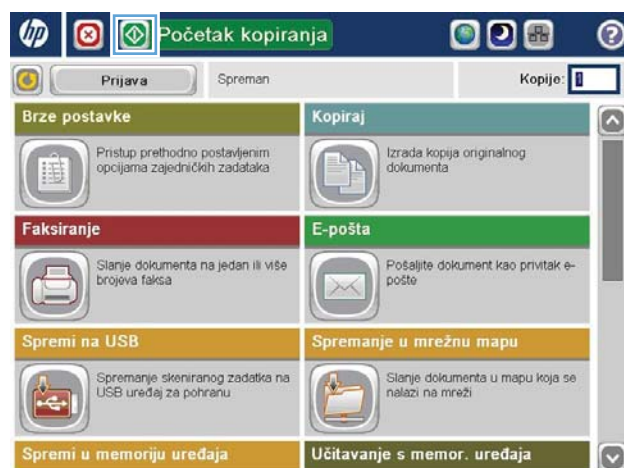 hp
Početak kopiranja
?
Prijava
Spreman
Kopije: 1
Brze postavke
Pristup prethodno postavljenim
opcijama zajedničkih zadataka
Kopiraj
Izrada kopija originalnog
dokumenta
Faksiranje
Slanje dokumenta na jedan ili više
brojeva faksa
E-pošta
Pošaljite dokument kao privitak e-
pošte
Spremi na USB
Spremanje skeniranog zadatka na
USB uređaj za pohranu
Spremanje u mrežnu mapu
Slanje dokumenta u mapu koja se
nalazi na mreži
Spremi u memoriju uređaja
Učitavanje s memor. uređaja